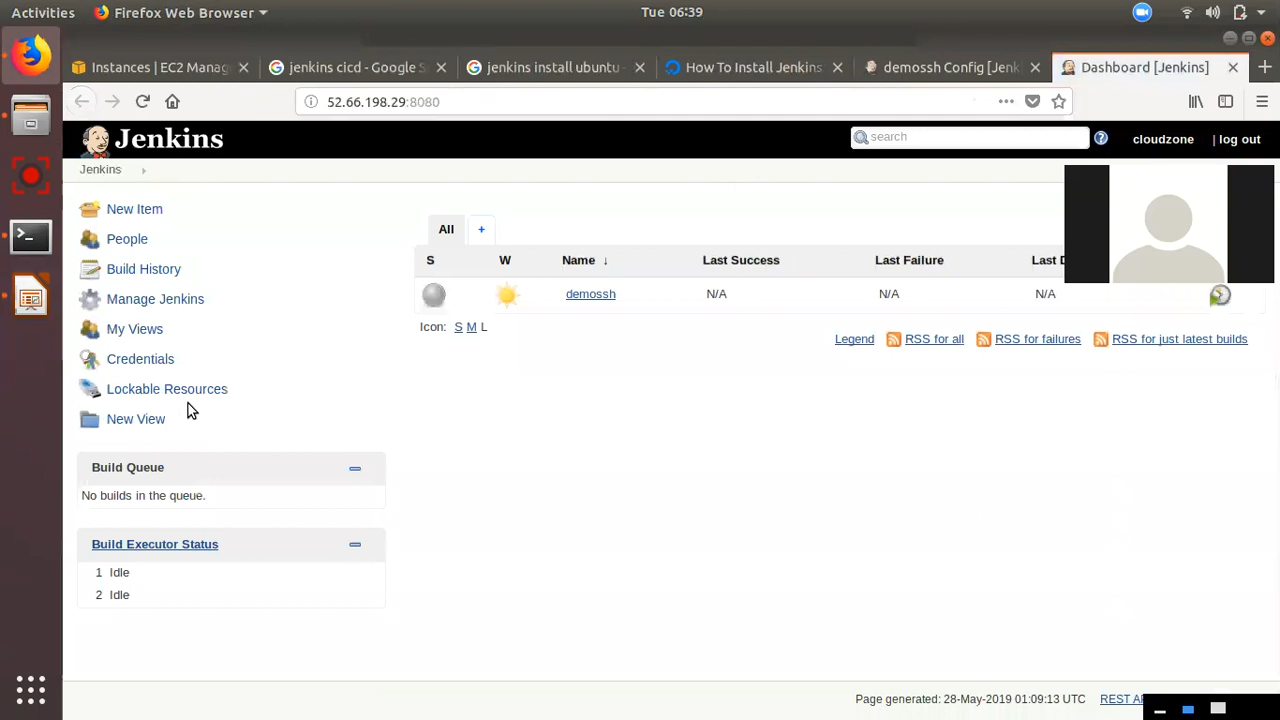 Activities Firefox Web Browser Tue 06:39
Instances | EC2 Manag jenkins cicd - Google S jenkins install ubuntu - How To Install Jenkins demossh Config [Jenk Dashboard [Jenkins]
52.66.198.29:8080
Jenkins search cloudzone | log out
Jenkins
New Item
People
Build History
Manage Jenkins
My Views
Credentials
Lockable Resources
New View
Build Queue
No builds in the queue.
Build Executor Status
1 Idle
2 Idle
All +
S W Name ↓ Last Success Last Failure Last D
demossh N/A N/A N/A
Icon: S M L
Legend RSS for all RSS for failures RSS for just latest builds
Page generated: 28-May-2019 01:09:13 UTC REST A